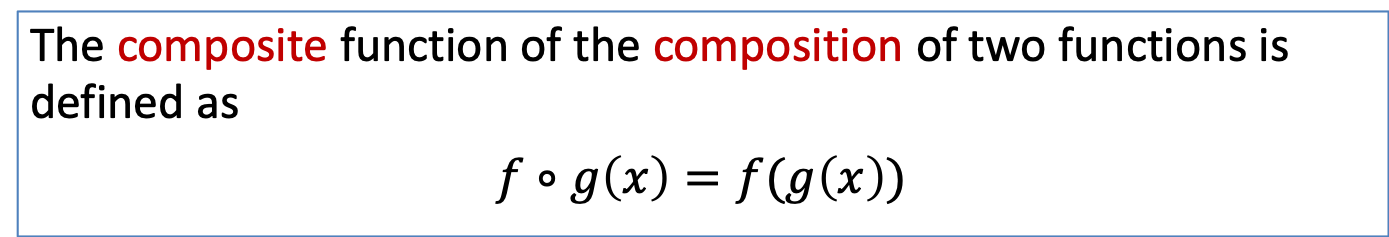 The composite function of the composition of two functions is
defined as
𝑓 ∘ 𝑔(𝑥) = 𝑓(𝑔(𝑥))